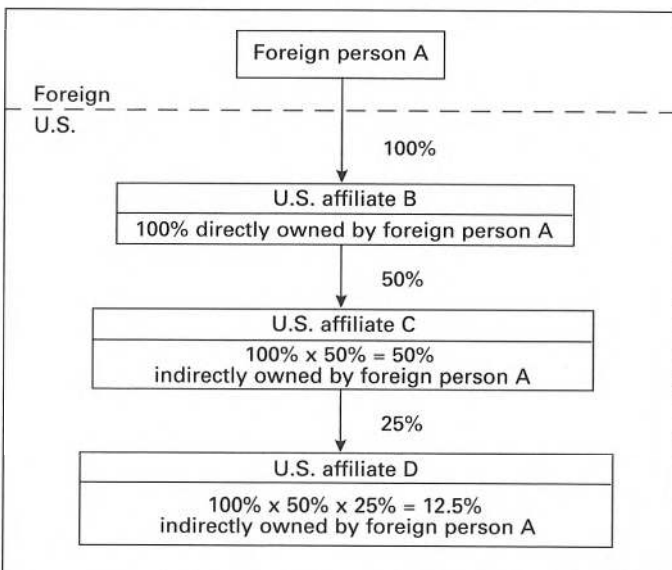 Foreign person A
Foreign
U.S.
100%
U.S. affiliate B
100% directly owned by foreign person A
50%
U.S. affiliate C
100% x 50% = 50%
indirectly owned by foreign person A
25%
U.S. affiliate D
100% x 50% x 25% = 12.5%
indirectly owned by foreign person A